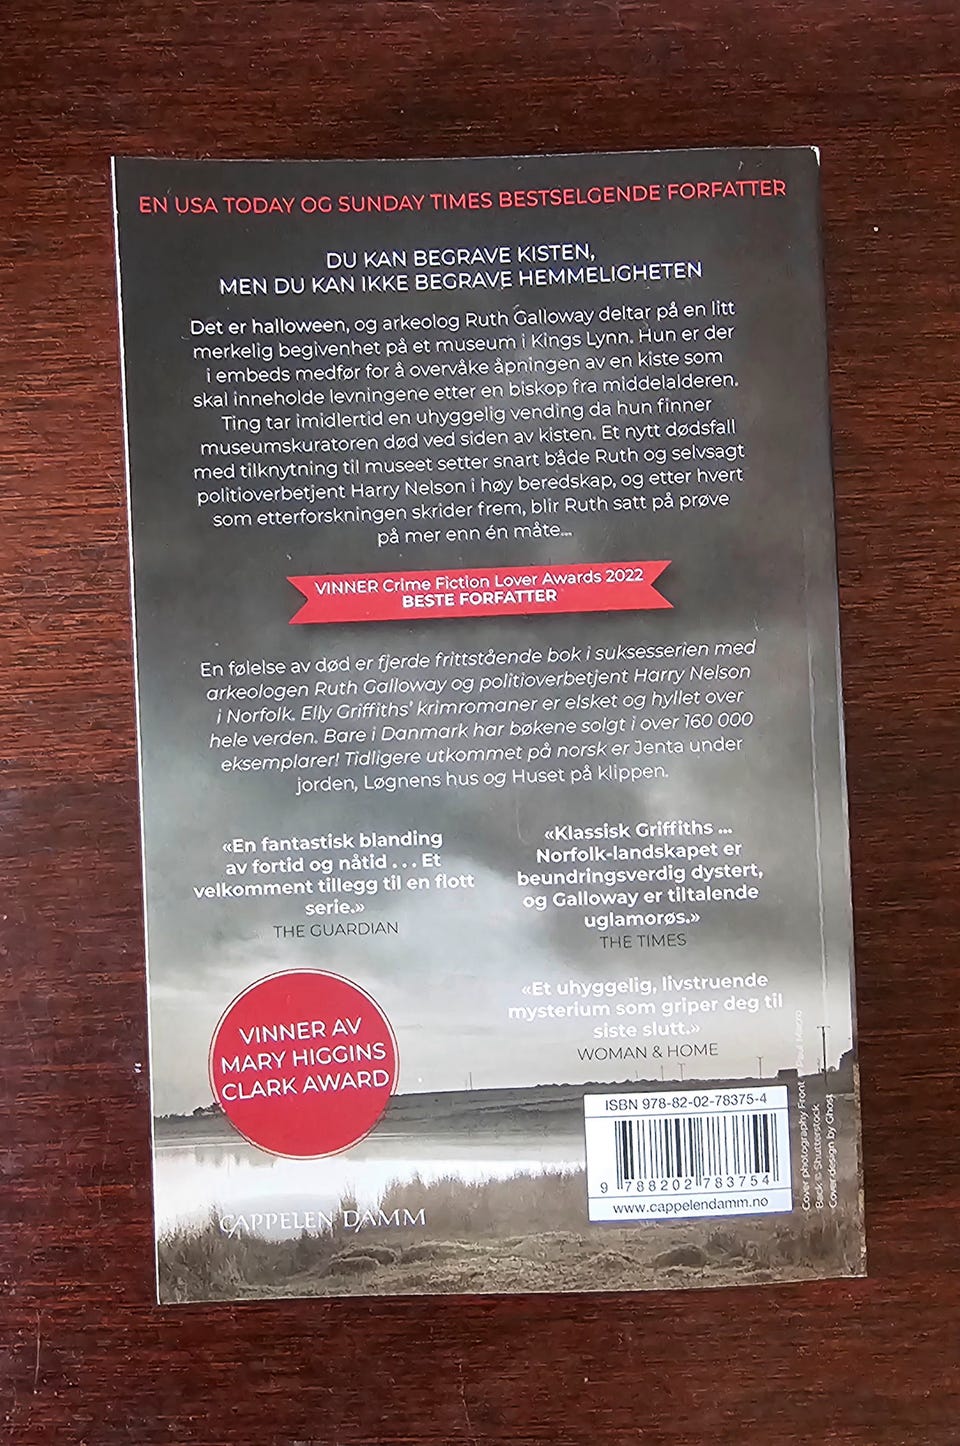 EN USA TODAY OG SUNDAY TIMES BESTSELGENDE FORFATTER
DU KAN BEGRAVE KISTEN,
MEN DU KAN IKKE BEGRAVE HEMMELIGHETEN
Det er halloween, og arkeolog Ruth Galloway deltar på en litt
merkelig begivenhet på et museum i Kings Lynn. Hun er der
i embeds medfør for å overvåke åpningen av en kiste som
skal inneholde levningene etter en biskop fra middelalderen.
Ting tar imidlertid en uhyggelig vending da hun finner
museumskuratoren død ved siden av kisten. Et nytt dødsfall
med tilknytning til museet setter snart både Ruth og selvsagt
politioverbetjent Harry Nelson i høy beredskap, og etter hvert
som etterforskningen skrider frem, blir Ruth satt på prøve
på mer enn én måte...
VINNER Crime Fiction Lover Awards 2022
BESTE FORFATTER
En følelse av død er fjerde frittstående bok i suksesserien med
arkeologen Ruth Galloway og politioverbetjent Harry Nelson
i Norfolk. Elly Griffiths' krimromaner er elsket og hyllet over
hele verden. Bare i Danmark har bøkene solgt i over 160 000
eksemplarer! Tidligere utkommet på norsk er Jenta under
jorden, Løgnens hus og Huset på klippen.
«En fantastisk blanding
av fortid og nåtid . . . Et
velkomment tillegg til en flott
serie.»
THE GUARDIAN
«Klassisk Griffiths ...
Norfolk-landskapet er
beundringsverdig dystert,
og Galloway er tiltalende
uglamorøs.»
THE TIMES
«Et uhyggelig, livstruende
mysterium som griper deg til
siste slutt.»
WOMAN & HOME
VINNER AV
MARY HIGGINS
CLARK AWARD
ISBN 978-82-02-78375-4
9 788202 783754
www.cappelendamm.no
CAPPELEN DAMM
Cover photography Front © Paul Macro
Back © Shutterstock
Cover design by Ghost